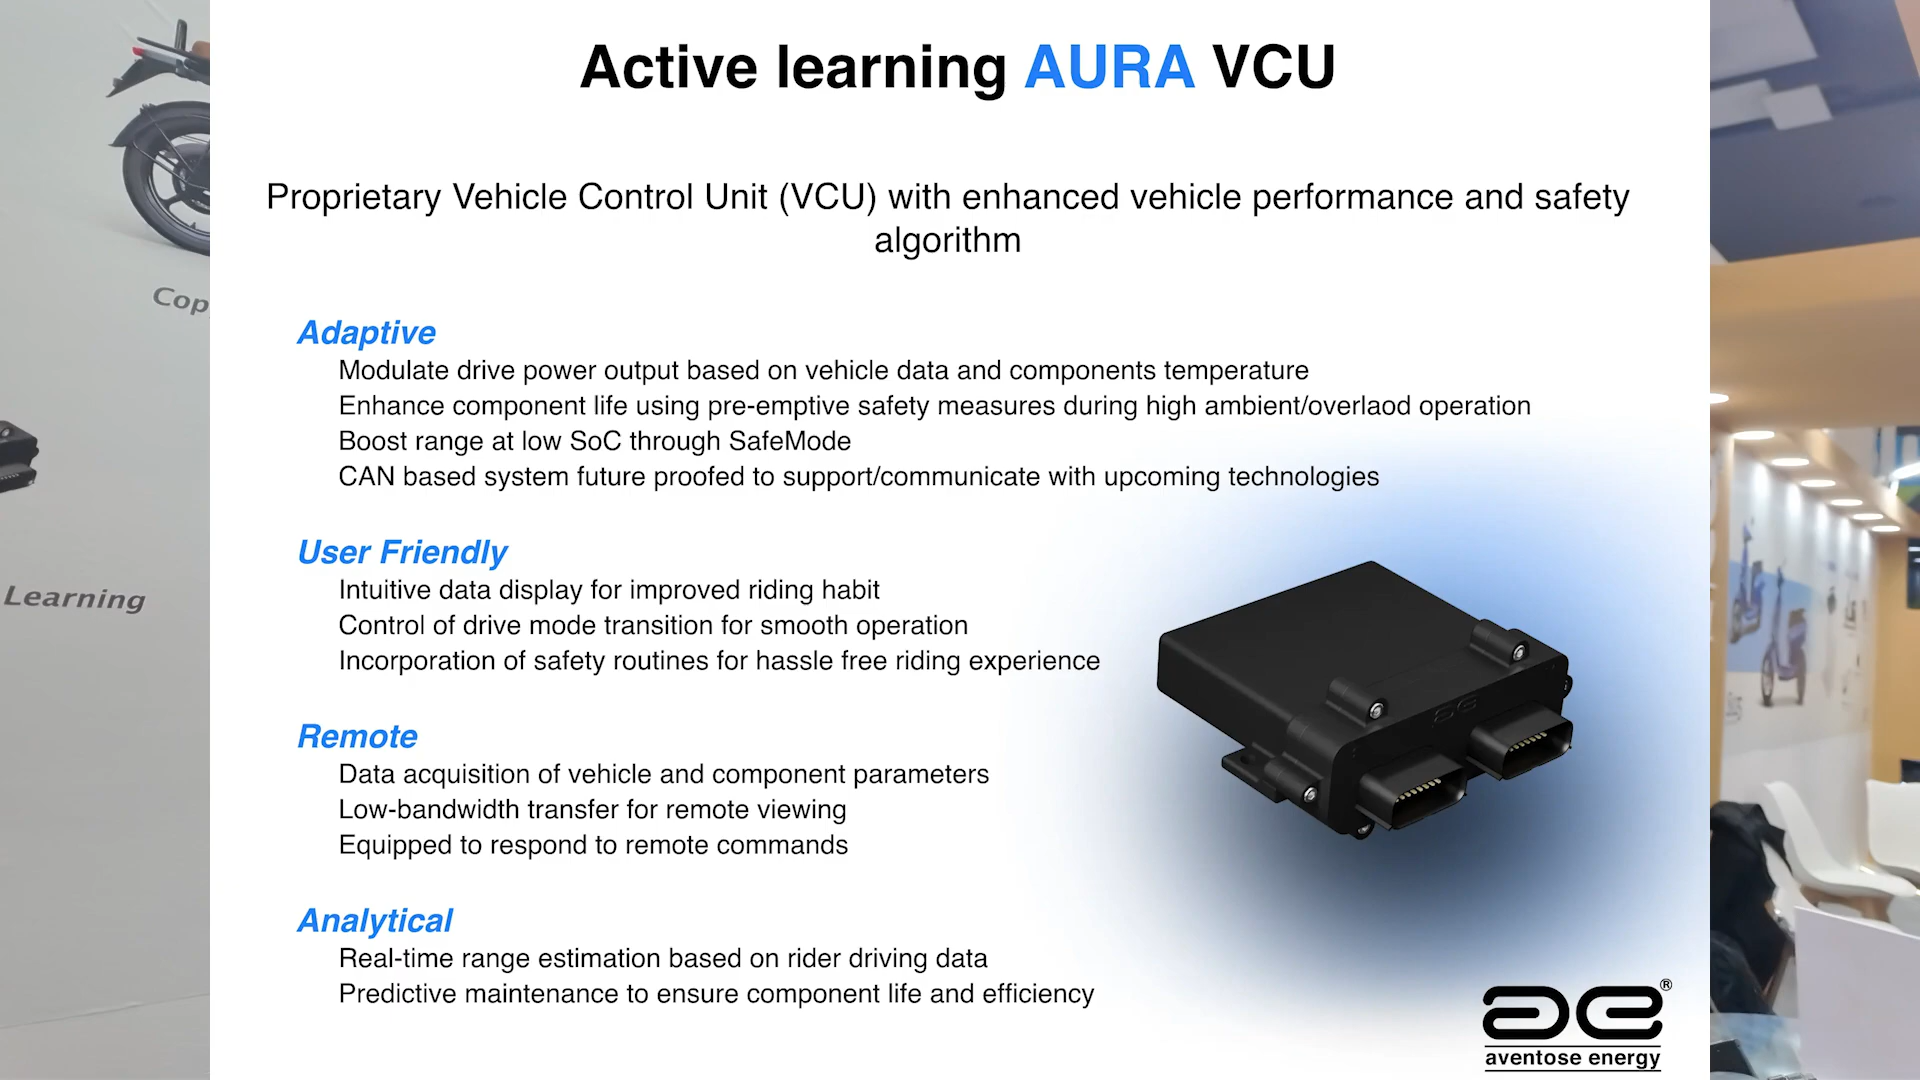 Active learning AURA VCU
Proprietary Vehicle Control Unit (VCU) with enhanced vehicle performance and safety
algorithm
Adaptive
Modulate drive power output based on vehicle data and components temperature
Enhance component life using pre-emptive safety measures during high ambient/overlaod operation
Boost range at low SoC through SafeMode
CAN based system future proofed to support/communicate with upcoming technologies
User Friendly
Intuitive data display for improved riding habit
Control of drive mode transition for smooth operation
Incorporation of safety routines for hassle free riding experience
Remote
Data acquisition of vehicle and component parameters
Low-bandwidth transfer for remote viewing
Equipped to respond to remote commands
Analytical
Real-time range estimation based on rider driving data
Predictive maintenance to ensure component life and efficiency
ae®
aventose energy
Cop
Learning